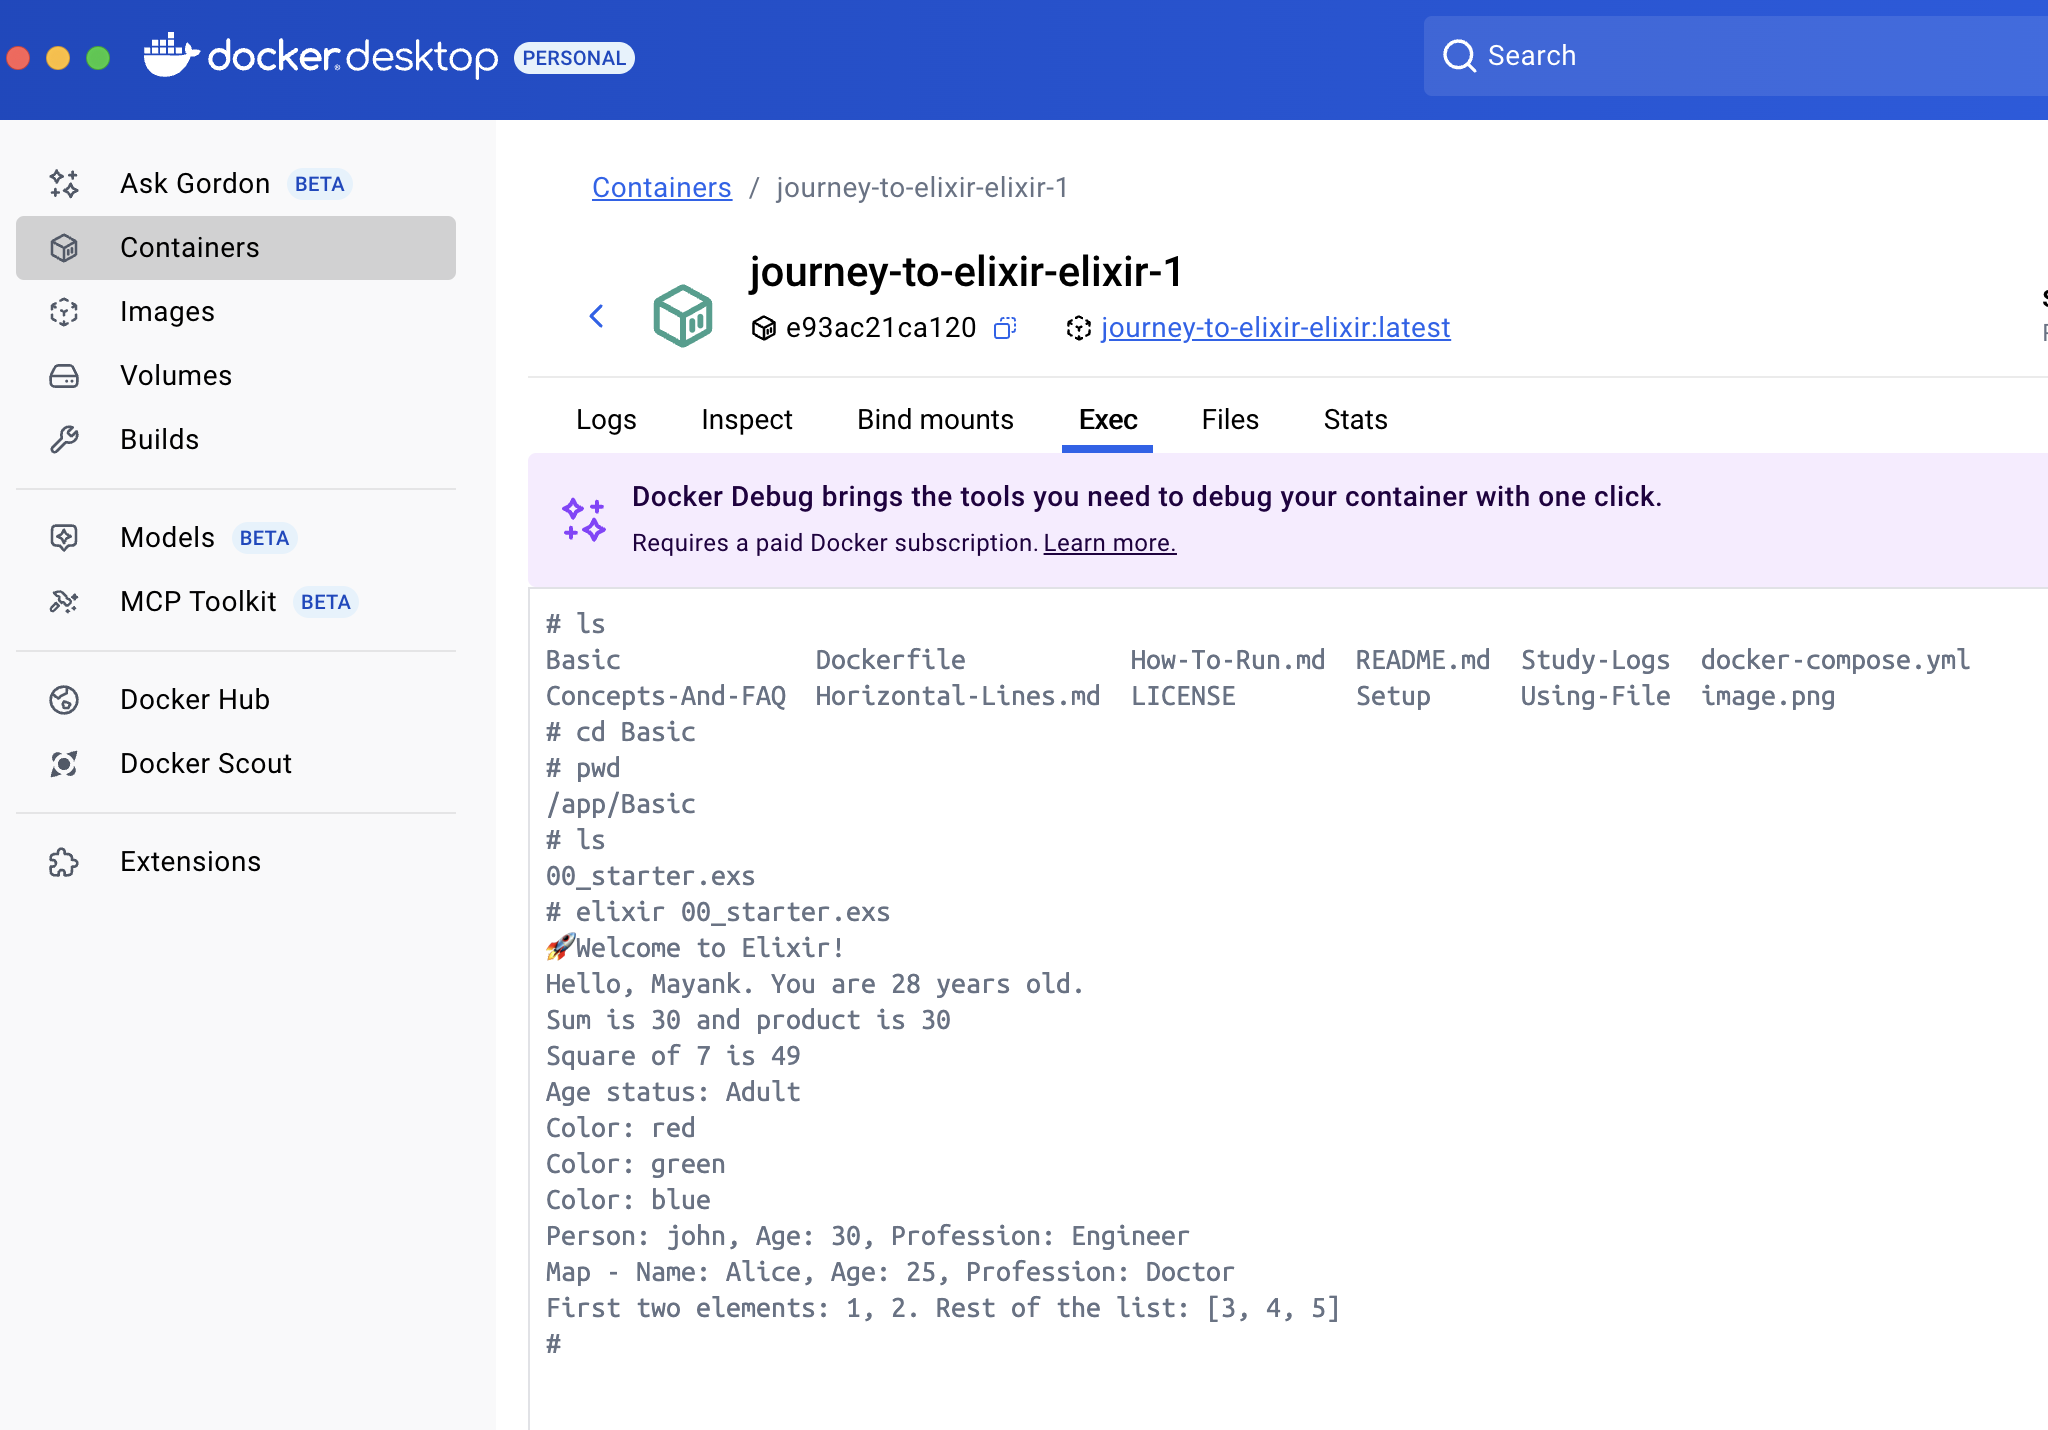 docker desktop PERSONAL
Search
Ask Gordon BETA
Containers
Images
Volumes
Builds
Models BETA
MCP Toolkit BETA
Docker Hub
Docker Scout
Extensions
Containers / journey-to-elixir-elixir-1
journey-to-elixir-elixir-1
e93ac21ca120 journey-to-elixir-elixir:latest
Logs Inspect Bind mounts Exec Files Stats
Docker Debug brings the tools you need to debug your container with one click.
Requires a paid Docker subscription. Learn more.
# ls
Basic Dockerfile How-To-Run.md README.md Study-Logs docker-compose.yml
Concepts-And-FAQ Horizontal-Lines.md LICENSE Setup Using-File image.png
# cd Basic
# pwd
/app/Basic
# ls
00_starter.exs
# elixir 00_starter.exs
🚀Welcome to Elixir!
Hello, Mayank. You are 28 years old.
Sum is 30 and product is 30
Square of 7 is 49
Age status: Adult
Color: red
Color: green
Color: blue
Person: john, Age: 30, Profession: Engineer
Map - Name: Alice, Age: 25, Profession: Doctor
First two elements: 1, 2. Rest of the list: [3, 4, 5]
#